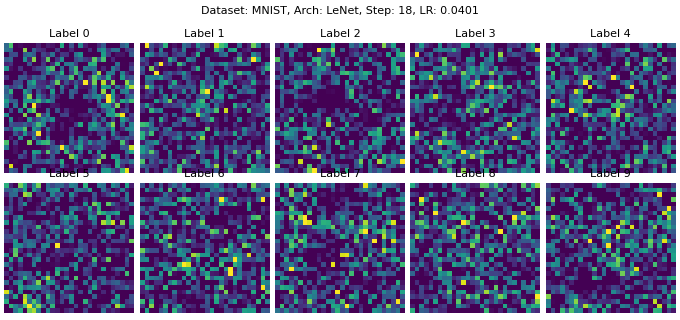 Dataset: MNIST, Arch: LeNet, Step: 18, LR: 0.0401
Label 0 Label 1 Label 2 Label 3 Label 4
Label 5 Label 6 Label 7 Label 8 Label 9